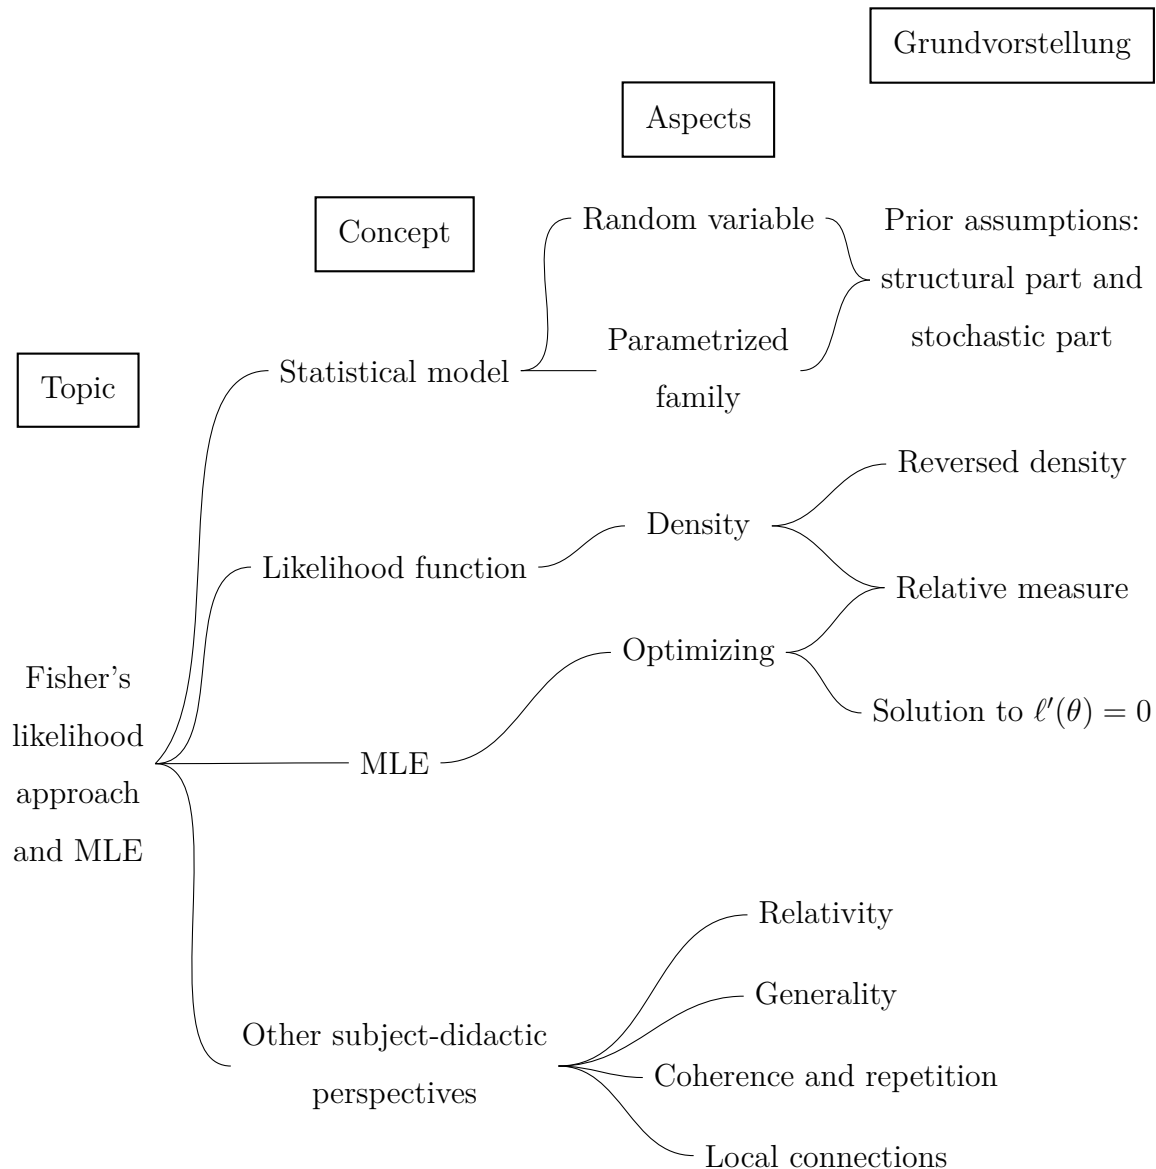 Grundvorstellung
Aspects
Concept
Topic
Random variable
Prior assumptions:
structural part and
stochastic part
Parametrized
family
Statistical model
Reversed density
Density
Likelihood function
Relative measure
Optimizing
Solution to ℓ′(θ) = 0
Fisher's
likelihood
approach
and MLE
MLE
Relativity
Generality
Other subject-didactic
perspectives
Coherence and repetition
Local connections